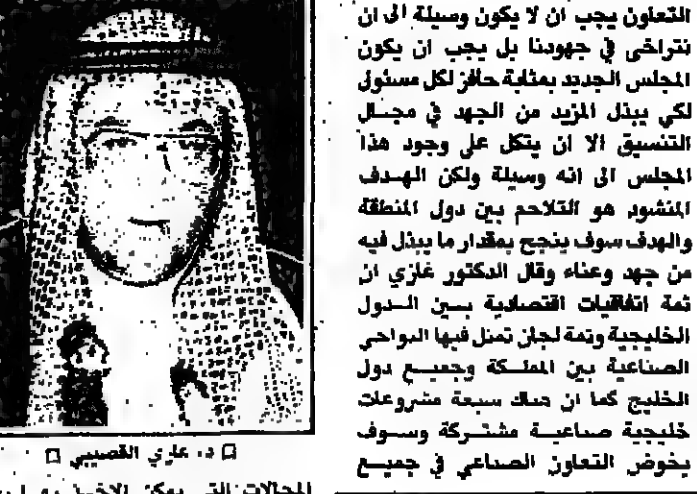 التعاون يجب ان لا يكون وسيلة الى ان
نتراخى في جهودنا بل يجب ان يكون
المجلس الجديد بمثابة حافز لكل مسئول
لكي يبذل المزيد من الجهد في مجال
التنسيق الا ان يتكل على وجود هذا
المجلس الى انه وسيلة ولكن الهدف
المنشود هو التلاحم بين دول المنطقة
والهدف سوف ينجح بمقدار ما يبذل فيه
من جهد وعناء وقال الدكتور غازي ان
ثمة اتفاقيات اقتصادية بين الدول
الخليجية وثمة لجان تمثل فيها النواحي
الصناعية بين المملكة وجميع دول
الخليج كما ان هناك سبعة مشروعات
خليجية صناعية مشتركة وسوف
يخوض التعاون الصناعي في جميع
د. غازي القصيبي
المجالات التي يمكن